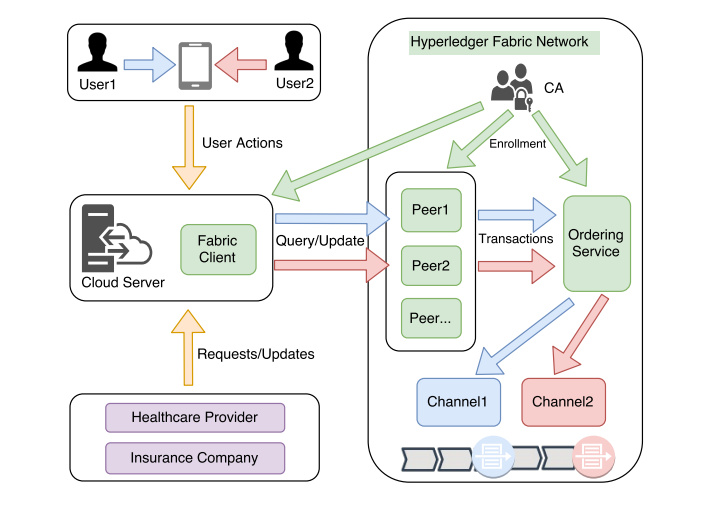 Hyperledger Fabric Network
User1
User2
CA
User Actions
Enrollment
Peer1
Fabric
Client
Query/Update
Transactions
Ordering
Service
Peer2
Cloud Server
Peer...
Requests/Updates
Healthcare Provider
Insurance Company
Channel1
Channel2